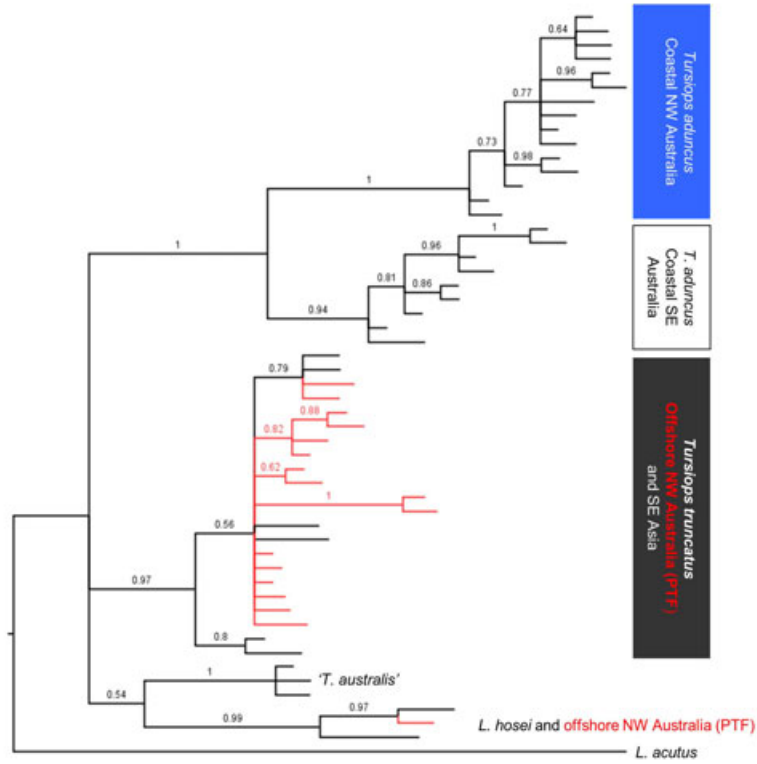 0.64
0.96
0.77
0.73
0.98
1
1
1
0.96
0.81
0.86
0.94
Tursiops aduncus
Coastal NW Australia
T. aduncus
Coastal SE
Australia
0.79
0.88
0.82
0.62
1
0.56
0.97
0.8
Tursiops truncatus
Offshore NW Australia (PTF)
and SE Asia
1
'T. australis'
0.54
0.97
0.99
L. hosei and offshore NW Australia (PTF)
L. acutus